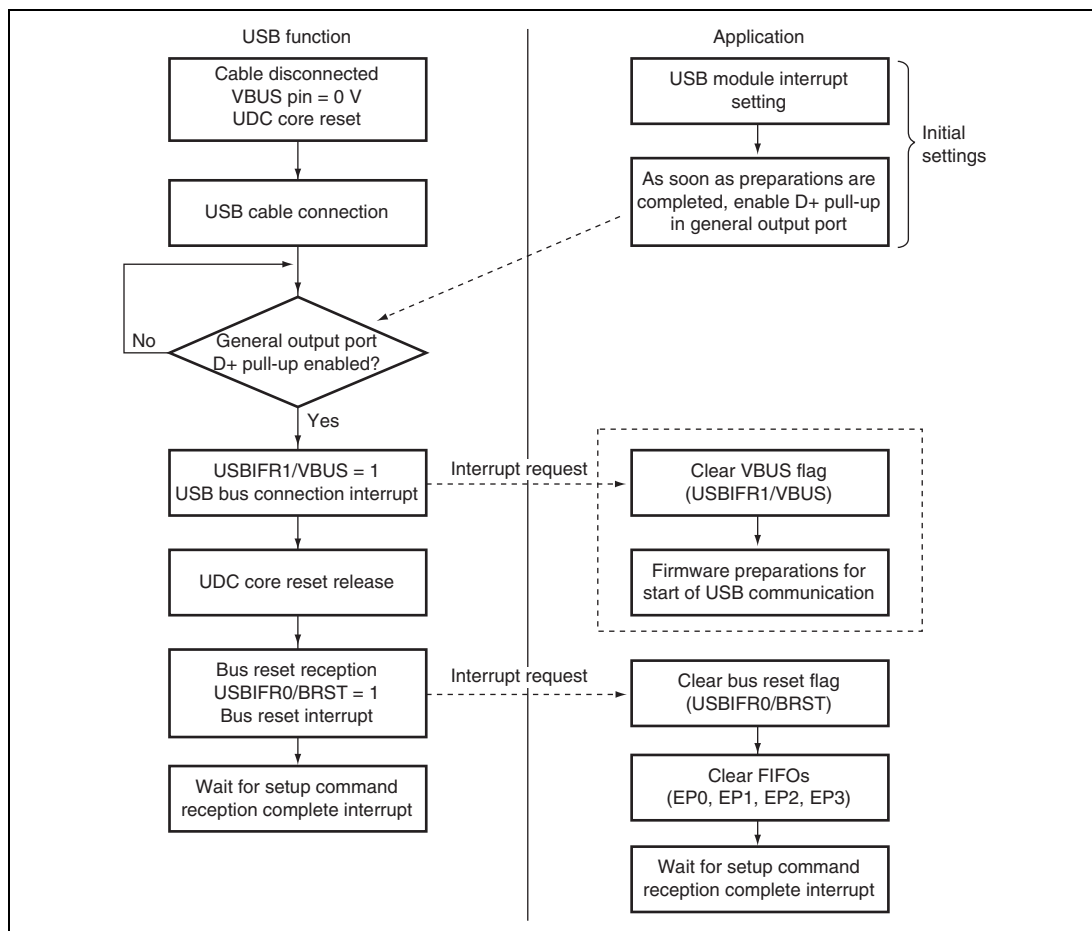 USB function
Application
Cable disconnected
VBUS pin = 0 V
UDC core reset
USB cable connection
No
General output port
D+ pull-up enabled?
Yes
USBIFR1/VBUS = 1
USB bus connection interrupt
UDC core reset release
Bus reset reception
USBIFR0/BRST = 1
Bus reset interrupt
Wait for setup command
reception complete interrupt
USB module interrupt
setting
As soon as preparations are
completed, enable D+ pull-up
in general output port
Initial
settings
Interrupt request
Clear VBUS flag
(USBIFR1/VBUS)
Firmware preparations for
start of USB communication
Interrupt request
Clear bus reset flag
(USBIFR0/BRST)
Clear FIFOs
(EP0, EP1, EP2, EP3)
Wait for setup command
reception complete interrupt